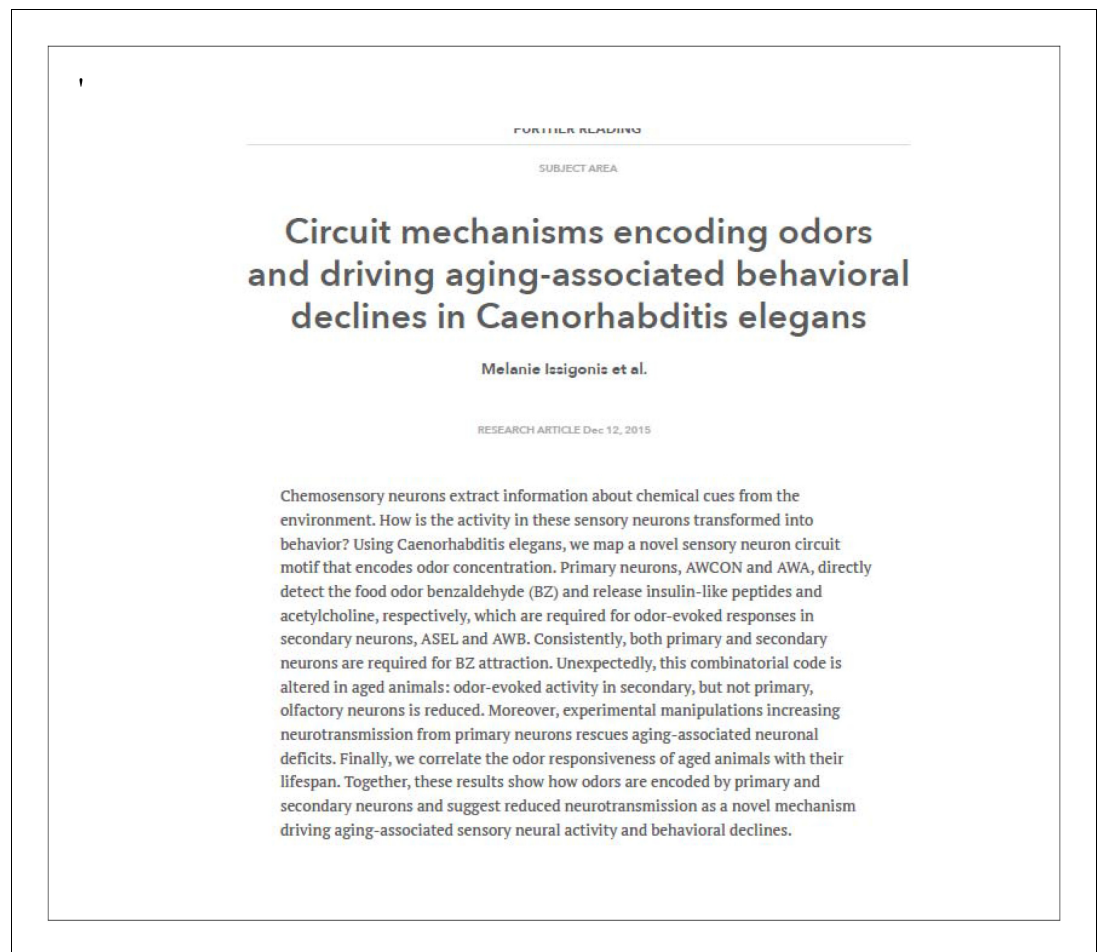 '
FURTHER READING
SUBJECT AREA
Circuit mechanisms encoding odors
and driving aging-associated behavioral
declines in Caenorhabditis elegans
Melanie Issigonis et al.
RESEARCH ARTICLE Dec 12, 2015
Chemosensory neurons extract information about chemical cues from the
environment. How is the activity in these sensory neurons transformed into
behavior? Using Caenorhabditis elegans, we map a novel sensory neuron circuit
motif that encodes odor concentration. Primary neurons, AWCON and AWA, directly
detect the food odor benzaldehyde (BZ) and release insulin-like peptides and
acetylcholine, respectively, which are required for odor-evoked responses in
secondary neurons, ASEL and AWB. Consistently, both primary and secondary
neurons are required for BZ attraction. Unexpectedly, this combinatorial code is
altered in aged animals: odor-evoked activity in secondary, but not primary,
olfactory neurons is reduced. Moreover, experimental manipulations increasing
neurotransmission from primary neurons rescues aging-associated neuronal
deficits. Finally, we correlate the odor responsiveness of aged animals with their
lifespan. Together, these results show how odors are encoded by primary and
secondary neurons and suggest reduced neurotransmission as a novel mechanism
driving aging-associated sensory neural activity and behavioral declines.